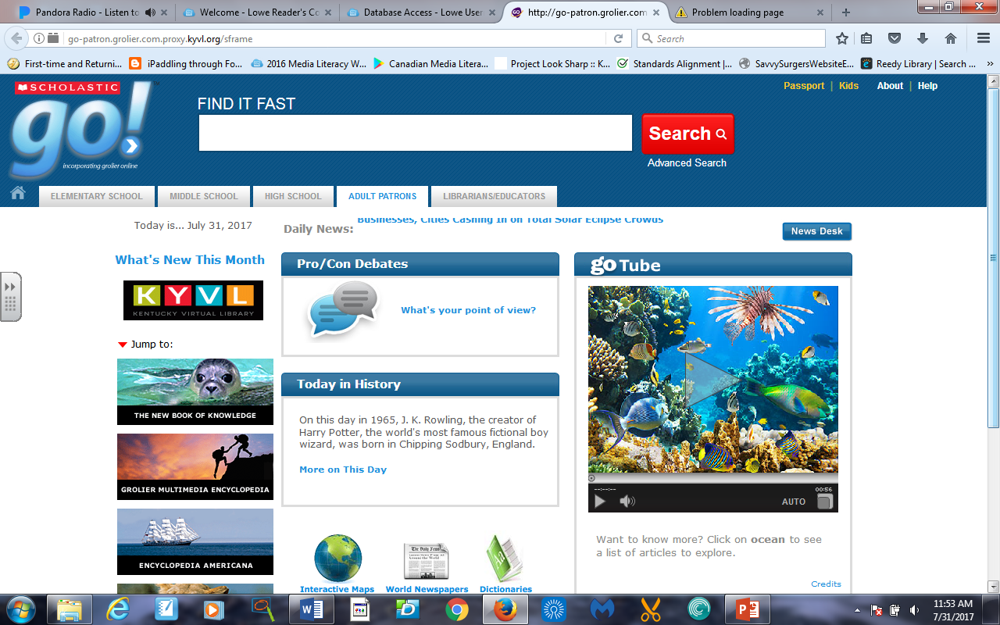 Pandora Radio - Listen to
Welcome - Lowe Reader's Co
Database Access - Lowe User
http://go-patron.grolier.com
Problem loading page
go-patron.grolier.com.proxy.kyvl.org/sframe
Search
First-time and Returni...
iPaddling through Fo...
2016 Media Literacy W...
Canadian Media Litera...
Project Look Sharp :: K...
Standards Alignment |...
SavvySurgersWebsiteE...
Reedy Library | Search ...
SCHOLASTIC
go!
TM
incorporating grolier online
FIND IT FAST
Search
Advanced Search
Passport | Kids
About | Help
ELEMENTARY SCHOOL
MIDDLE SCHOOL
HIGH SCHOOL
ADULT PATRONS
LIBRARIANS/EDUCATORS
Today is... July 31, 2017
Daily News:
Businesses, Cities Cashing In on Total Solar Eclipse Crowds
News Desk
What's New This Month
KYVL
KENTUCKY VIRTUAL LIBRARY
Jump to:
THE NEW BOOK OF KNOWLEDGE
GROLIER MULTIMEDIA ENCYCLOPEDIA
ENCYCLOPEDIA AMERICANA
Pro/Con Debates
What's your point of view?
Today in History
On this day in 1965, J. K. Rowling, the creator of
Harry Potter, the world's most famous fictional boy
wizard, was born in Chipping Sodbury, England.
More on This Day
Interactive Maps
World Newspapers
Dictionaries
go Tube
--:--:--
00:56
AUTO
Want to know more? Click on ocean to see
a list of articles to explore.
Credits
11:53 AM
7/31/2017